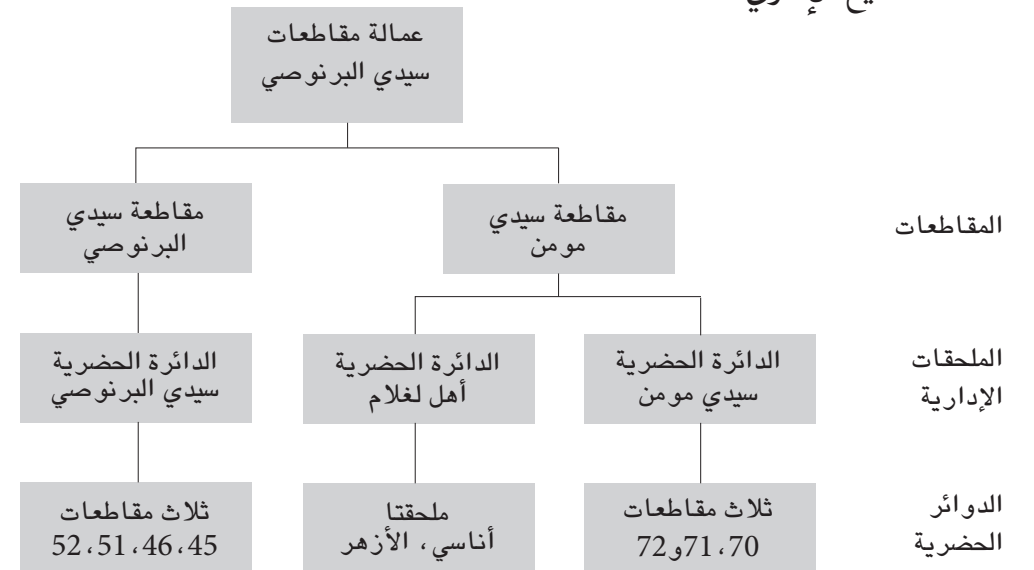 عمالة مقاطعات
سيدي البرنوصي
المقاطعات
مقاطعة سيدي
مومن
مقاطعة سيدي
البرنوصي
الملحقات
الإدارية
الدائرة الحضرية
سيدي مومن
الدائرة الحضرية
أهل لغلام
الدائرة الحضرية
سيدي البرنوصي
الدوائر
الحضرية
ثلاث مقاطعات
70، 71و72
ملحقتا
أناسي، الأزهر
ثلاث مقاطعات
45، 46، 51، 52